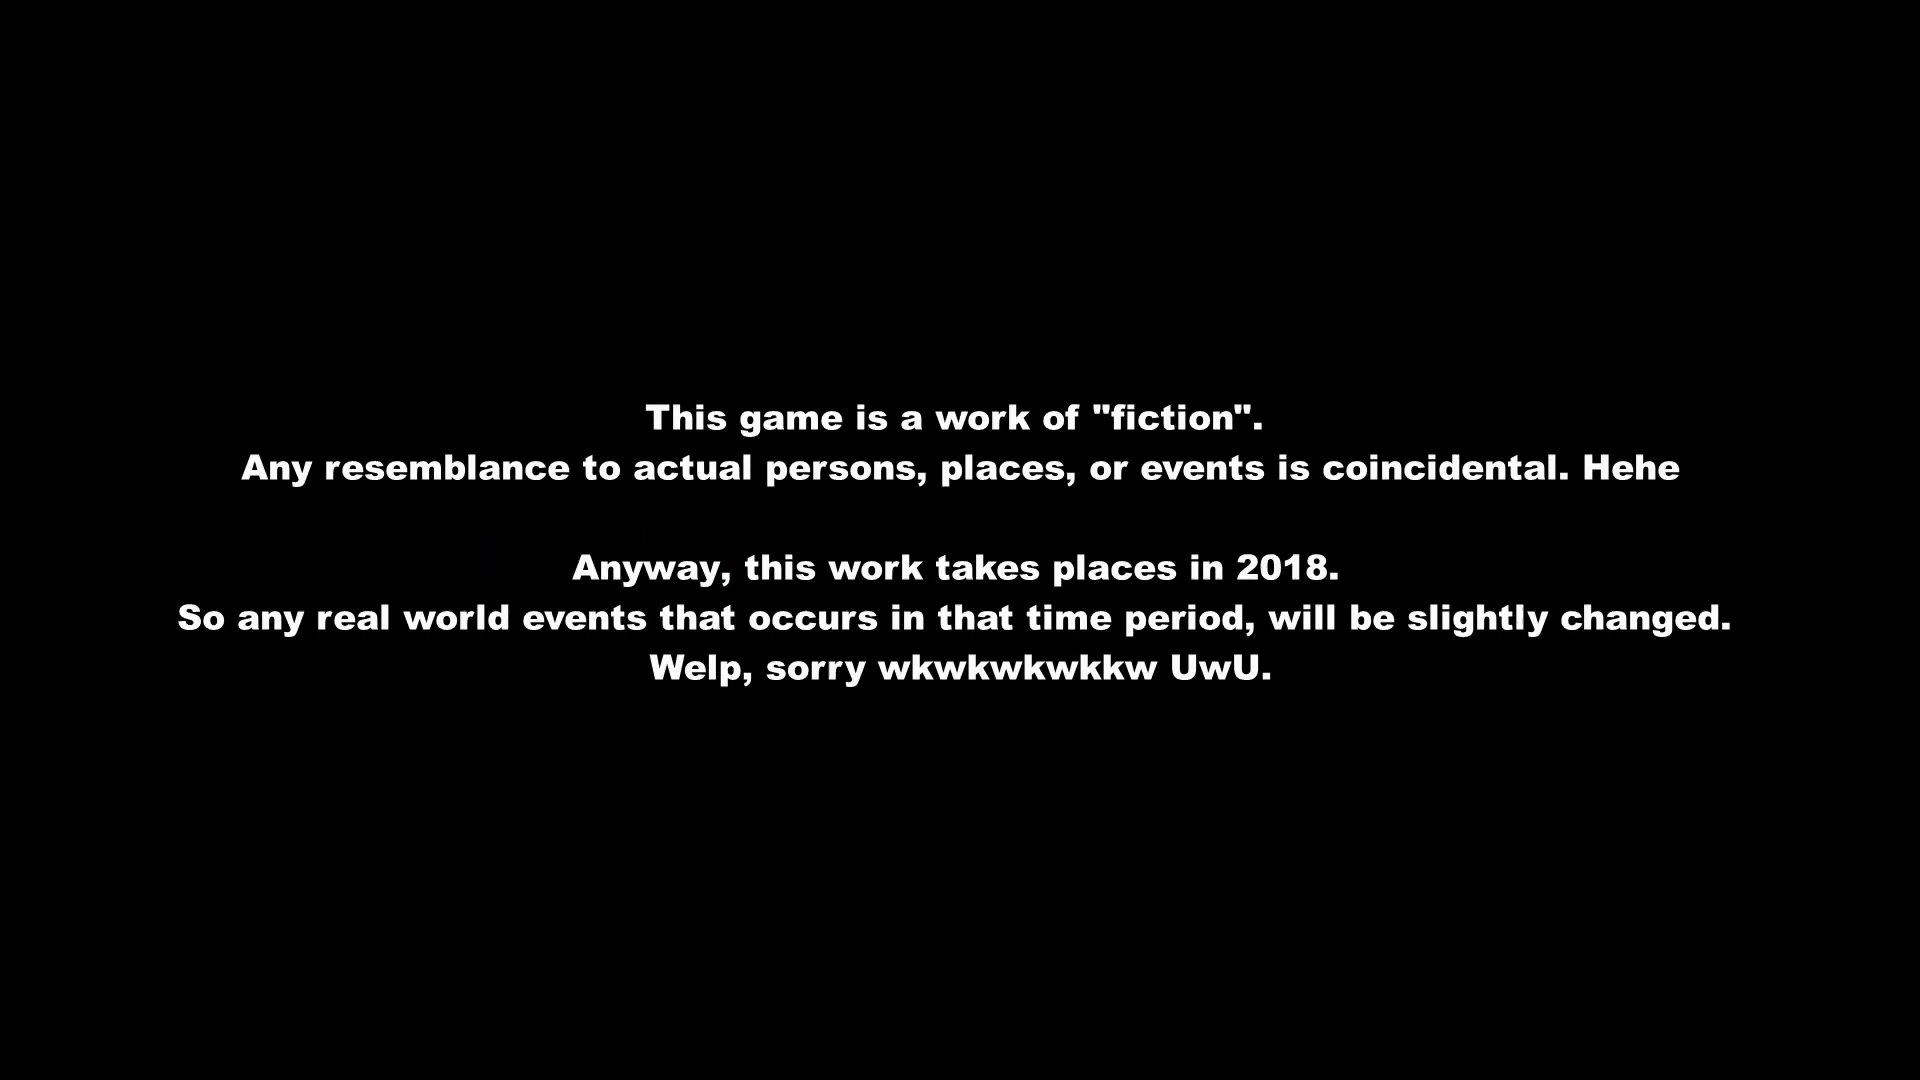 This game is a work of "fiction".
Any resemblance to actual persons, places, or events is coincidental. Hehe
Anyway, this work takes places in 2018.
So any real world events that occurs in that time period, will be slightly changed.
Welp, sorry wkwkwkwkkw UwU.